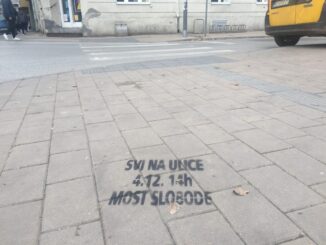 SVI NA ULICE
4.12. 14h
MOST SLOBODE